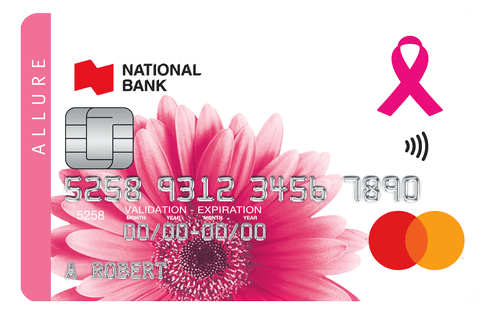 ALLURE
NATIONAL
BANK
5258 9312 3456 7890
5258
VALIDATION - EXPIRATION
MONTH YEAR MONTH YEAR
00/00-00/00
A ROBERT